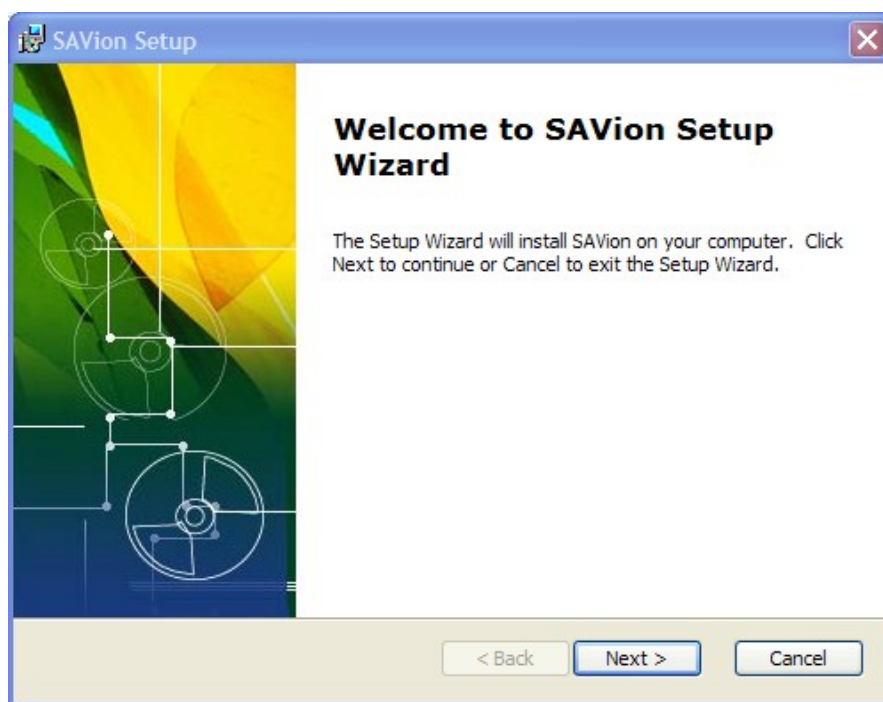 SAVion Setup
Welcome to SAVion Setup
Wizard
The Setup Wizard will install SAVion on your computer. Click
Next to continue or Cancel to exit the Setup Wizard.
< Back Next > Cancel